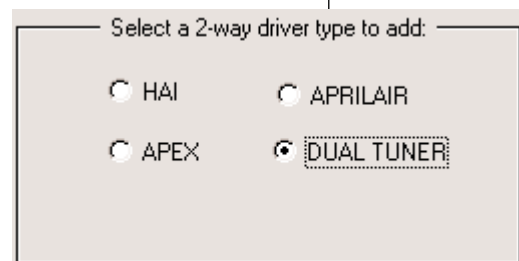 Select a 2-way driver type to add:
HAI APRILAIR
APEX DUAL TUNER